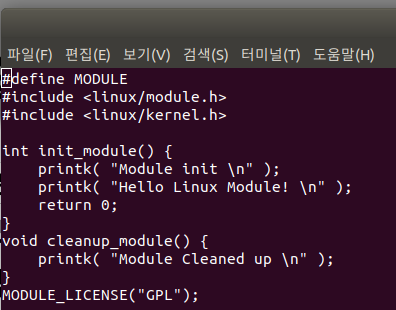 파일(F) 편집(E) 보기(V) 검색(S) 터미널(T) 도움말(H)
#define MODULE
#include <linux/module.h>
#include <linux/kernel.h>

int init_module() {
    printk( "Module init \n" );
    printk( "Hello Linux Module! \n" );
    return 0;
}
void cleanup_module() {
    printk( "Module Cleaned up \n" );
}
MODULE_LICENSE("GPL");